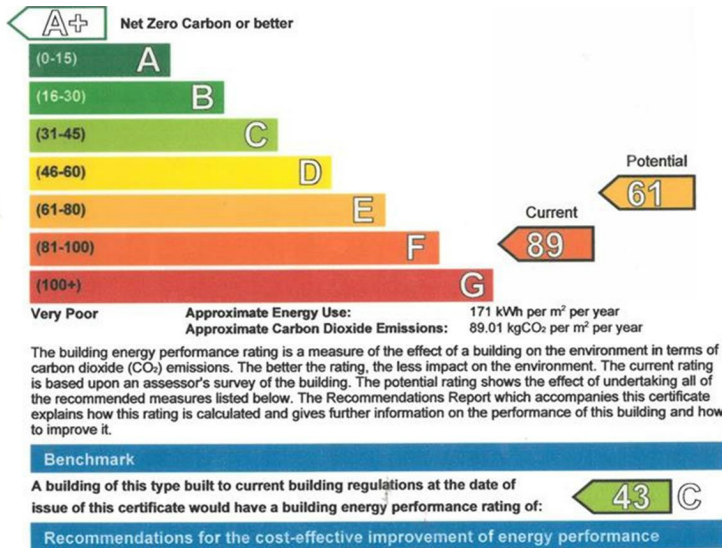 A+ Net Zero Carbon or better
(0-15) A
(16-30) B
(31-45) C
(46-60) D
Potential
61
(61-80) E
Current
(81-100) F 89
(100+) G
Very Poor Approximate Energy Use: 171 kWh per m² per year
Approximate Carbon Dioxide Emissions: 89.01 kgCO₂ per m² per year
The building energy performance rating is a measure of the effect of a building on the environment in terms of
carbon dioxide (CO₂) emissions. The better the rating, the less impact on the environment. The current rating
is based upon an assessor's survey of the building. The potential rating shows the effect of undertaking all of
the recommended measures listed below. The Recommendations Report which accompanies this certificate
explains how this rating is calculated and gives further information on the performance of this building and how
to improve it.
Benchmark
A building of this type built to current building regulations at the date of
issue of this certificate would have a building energy performance rating of: 43 C
Recommendations for the cost-effective improvement of energy performance